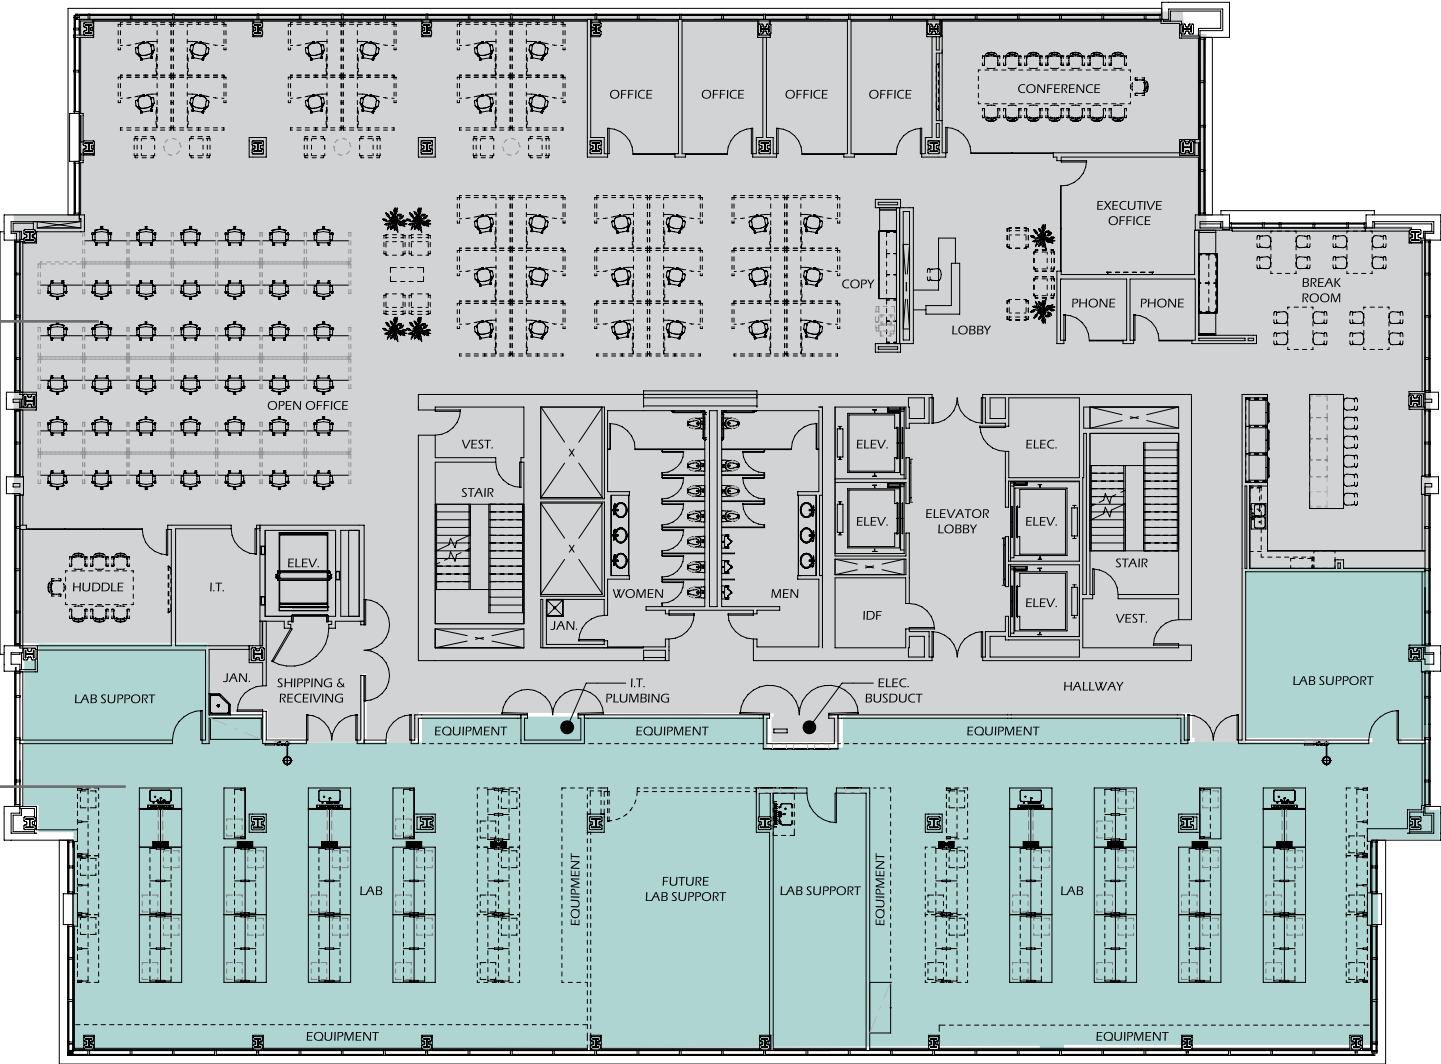 OFFICE
OFFICE
OFFICE
OFFICE
CONFERENCE
EXECUTIVE
OFFICE
COPY
LOBBY
PHONE
PHONE
BREAK
ROOM
OPEN OFFICE
VEST.
STAIR
X
X
ELEV.
ELEV.
ELEVATOR
LOBBY
ELEC.
ELEV.
ELEV.
STAIR
VEST.
HUDDLE
I.T.
ELEV.
WOMEN
MEN
JAN.
IDF
LAB SUPPORT
JAN.
SHIPPING &
RECEIVING
I.T.
PLUMBING
ELEC.
BUSDUCT
HALLWAY
LAB SUPPORT
EQUIPMENT
EQUIPMENT
EQUIPMENT
LAB
EQUIPMENT
FUTURE
LAB SUPPORT
LAB SUPPORT
EQUIPMENT
LAB
EQUIPMENT
EQUIPMENT